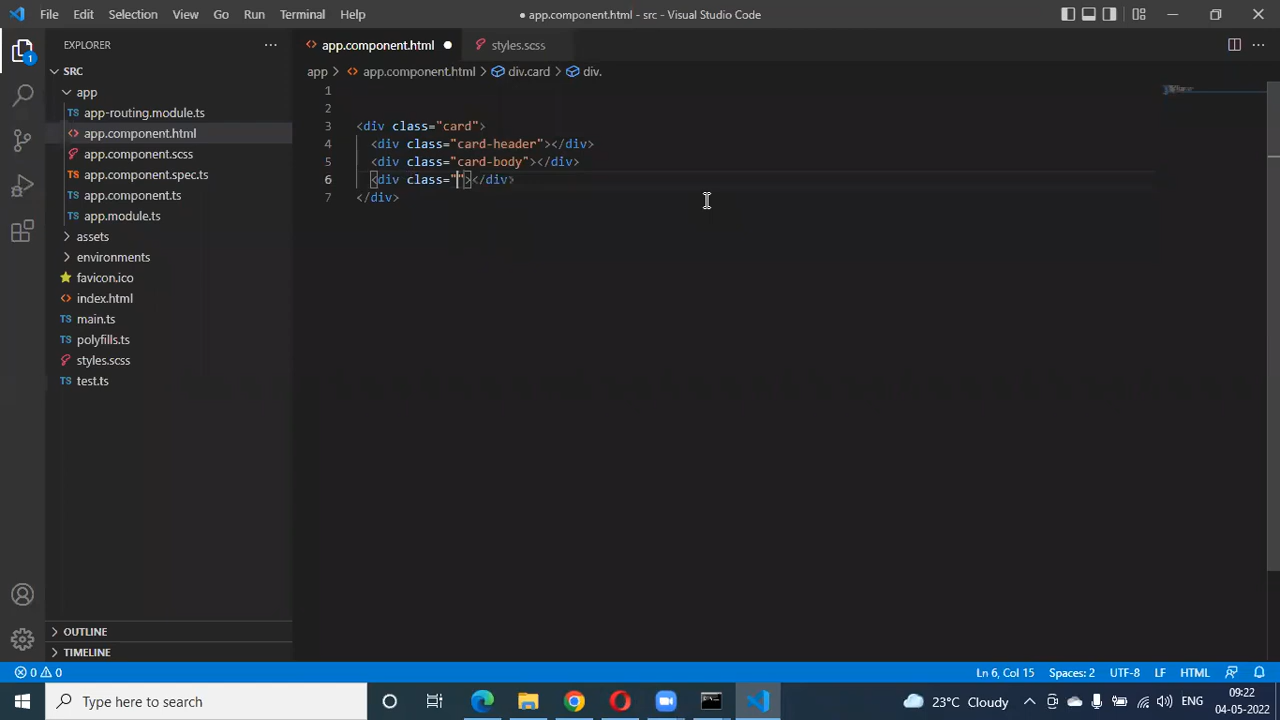 File Edit Selection View Go Run Terminal Help
● app.component.html - src - Visual Studio Code
EXPLORER
1
SRC
app
app-routing.module.ts
app.component.html
app.component.scss
app.component.spec.ts
app.component.ts
app.module.ts
assets
environments
favicon.ico
index.html
main.ts
polyfills.ts
styles.scss
test.ts
OUTLINE
TIMELINE
app.component.html ●
styles.scss
app > app.component.html > div.card > div.
1
2
3 <div class="card">
4 <div class="card-header"></div>
5 <div class="card-body"></div>
6 <div class=""></div>
7 </div>
0 0
Ln 6, Col 15 Spaces: 2 UTF-8 LF HTML
Type here to search
23°C Cloudy ENG
09:22
04-05-2022